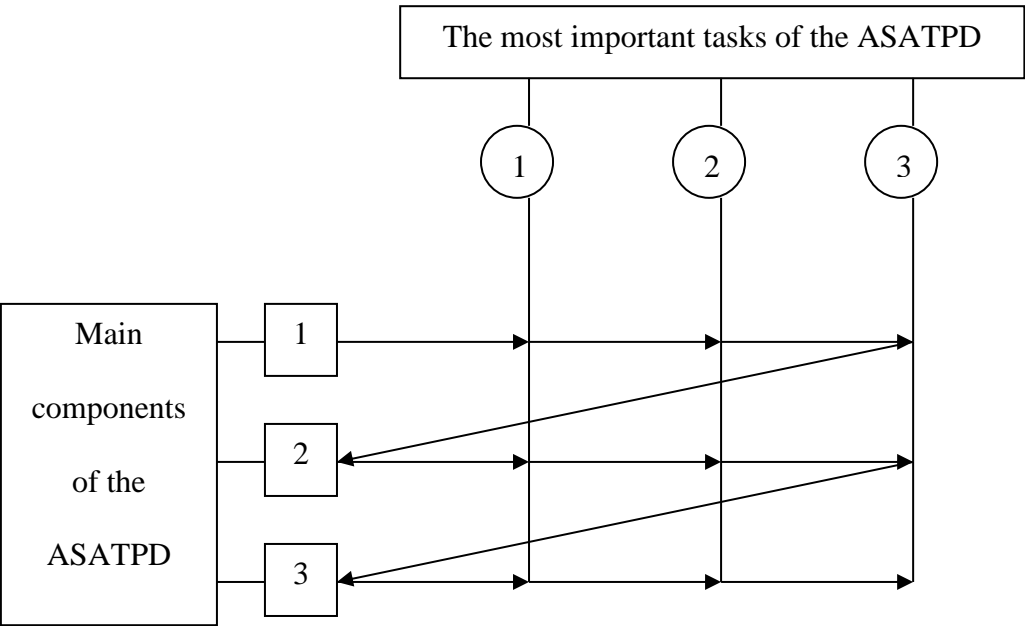 The most important tasks of the ASATPD
1 2 3
Main
components
of the
ASATPD
1
2
3